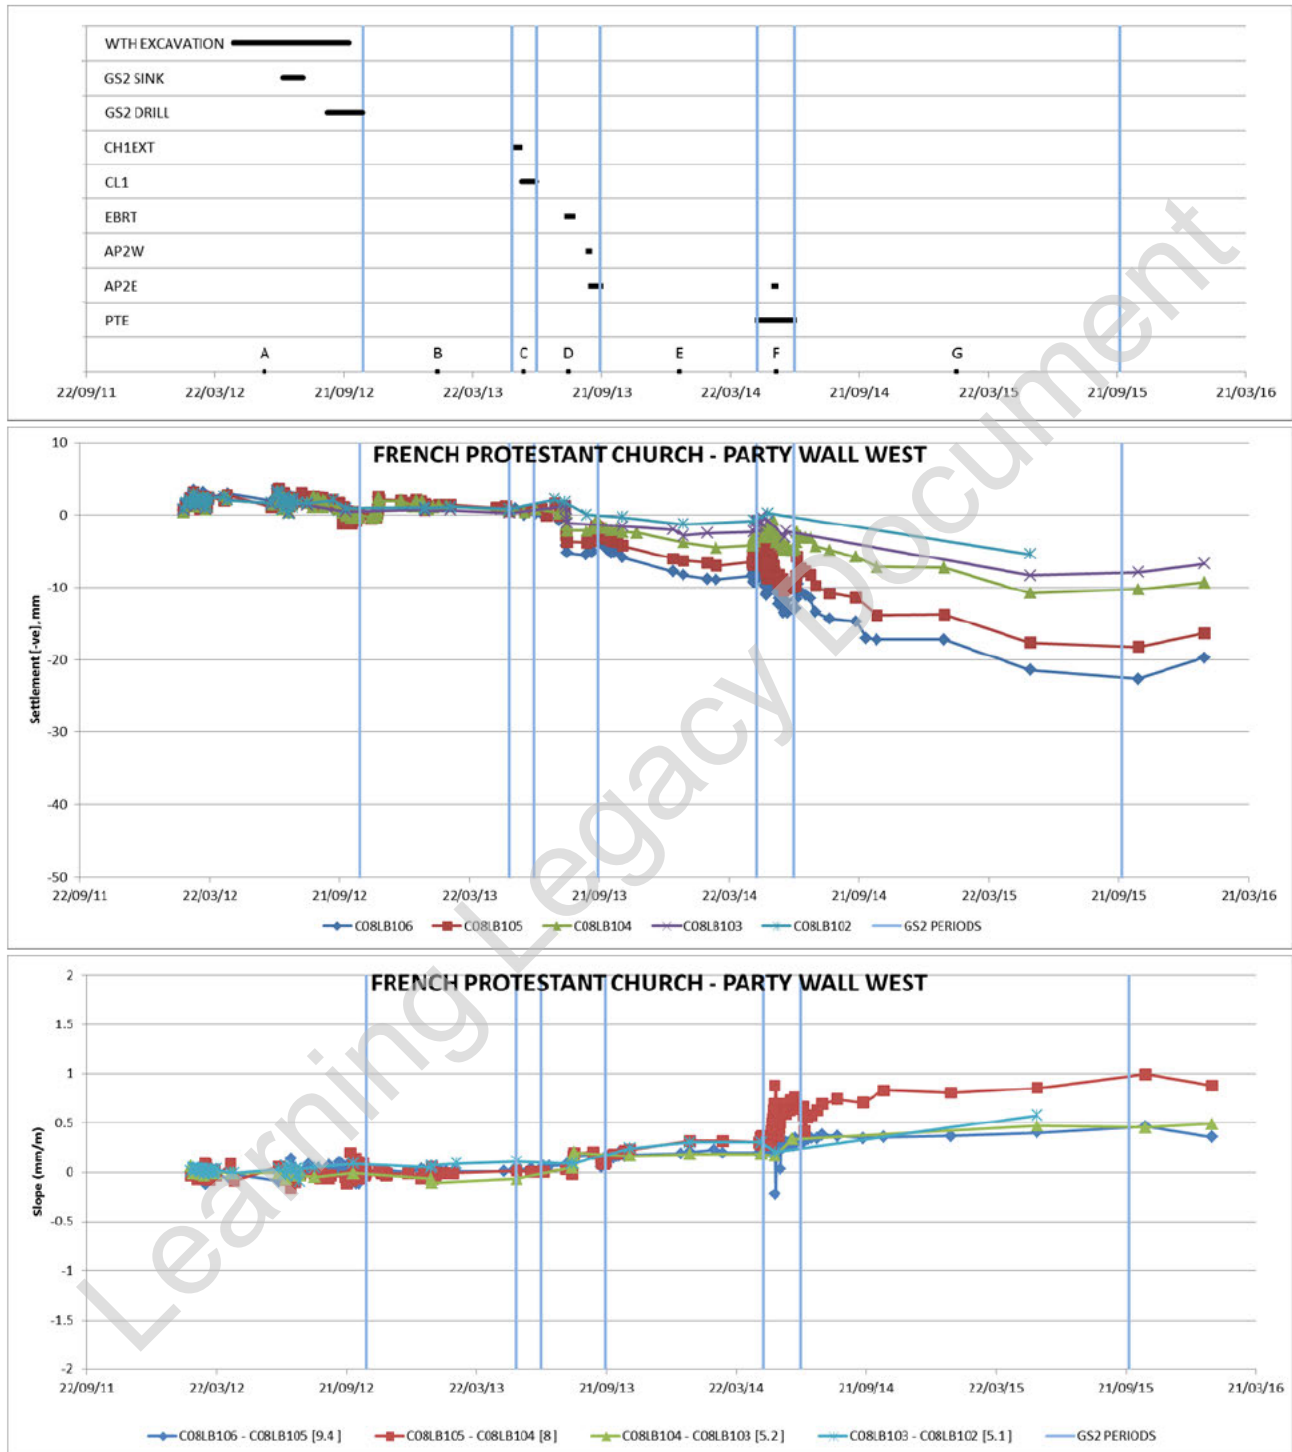 WTH EXCAVATION
GS2 SINK
GS2 DRILL
CH1EXT
CL1
EBRT
AP2W
AP2E
PTE
A B C D E F G
22/09/11 22/03/12 21/09/12 22/03/13 21/09/13 22/03/14 21/09/14 22/03/15 21/09/15 21/03/16
FRENCH PROTESTANT CHURCH - PARTY WALL WEST
Settlement [-ve], mm
10
0
-10
-20
-30
-40
-50
22/09/11 22/03/12 21/09/12 22/03/13 21/09/13 22/03/14 21/09/14 22/03/15 21/09/15 21/03/16
C08LB106 C08LB105 C08LB104 C08LB103 C08LB102 GS2 PERIODS
FRENCH PROTESTANT CHURCH - PARTY WALL WEST
Slope (mm/m)
2
1.5
1
0.5
0
-0.5
-1
-1.5
-2
22/09/11 22/03/12 21/09/12 22/03/13 21/09/13 22/03/14 21/09/14 22/03/15 21/09/15 21/03/16
C08LB106 - C08LB105 [9.4] C08LB105 - C08LB104 [8] C08LB104 - C08LB103 [5.2] C08LB103 - C08LB102 [5.1] GS2 PERIODS
Learning Legacy Document